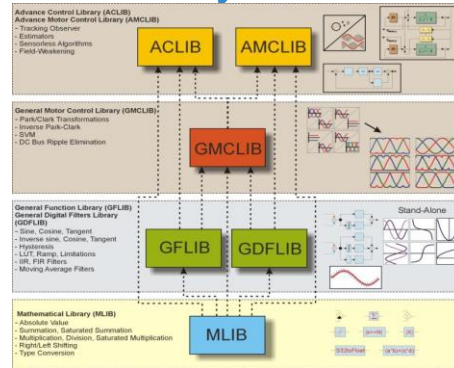 Advance Control Library (ACLIB)
Advance Motor Control Library (AMCLIB)
- Tracking Observer
- Estimators
- Sensorless Algorithms
- Field-Weakening
ACLIB
AMCLIB
General Motor Control Library (GMCLIB)
- Park/Clark Transformations
- Inverse Park-Clark
- SVM
- DC Bus Ripple Elimination
GMCLIB
General Function Library (GFLIB)
General Digital Filters Library
(GDFLIB)
- Sine, Cosine, Tangent
- Inverse sine, Cosine, Tangent
- Hysteresis
- LUT, Ramp, Limitations
- IIR, FIR Filters
- Moving Average Filters
GFLIB
GDFLIB
Stand-Alone
Mathematical Library (MLIB)
- Absolute Value
- Summation, Saturated Summation
- Multiplication, Division, Saturated Multiplication
- Right/Left Shifting
- Type Conversion
MLIB